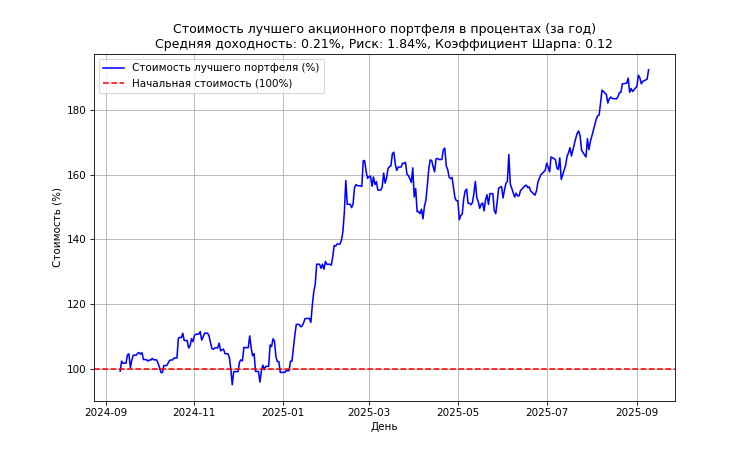 Стоимость лучшего акционного портфеля в процентах (за год)
Средняя доходность: 0.21%, Риск: 1.84%, Коэффициент Шарпа: 0.12
Стоимость лучшего портфеля (%)
Начальная стоимость (100%)
Стоимость (%)
180
160
140
120
100
2024-09
2024-11
2025-01
2025-03
2025-05
2025-07
2025-09
День